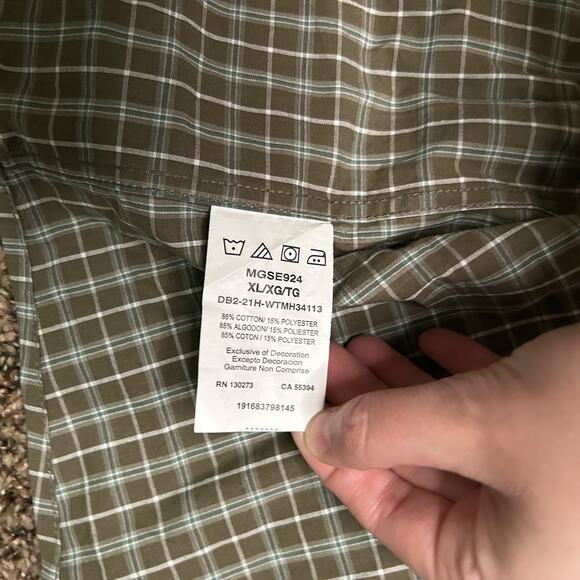 MGSE924
XL/XG/TG
DB2-21H-WTMH34113
85% COTTON/ 15% POLYESTER
85% ALGODON/ 15% POLIESTER
85% COTON / 15% POLYESTER
Exclusive of Decoration
Excepto Decoracion
Garniture Non Comprise
RN 130273 CA 55394
191683798145